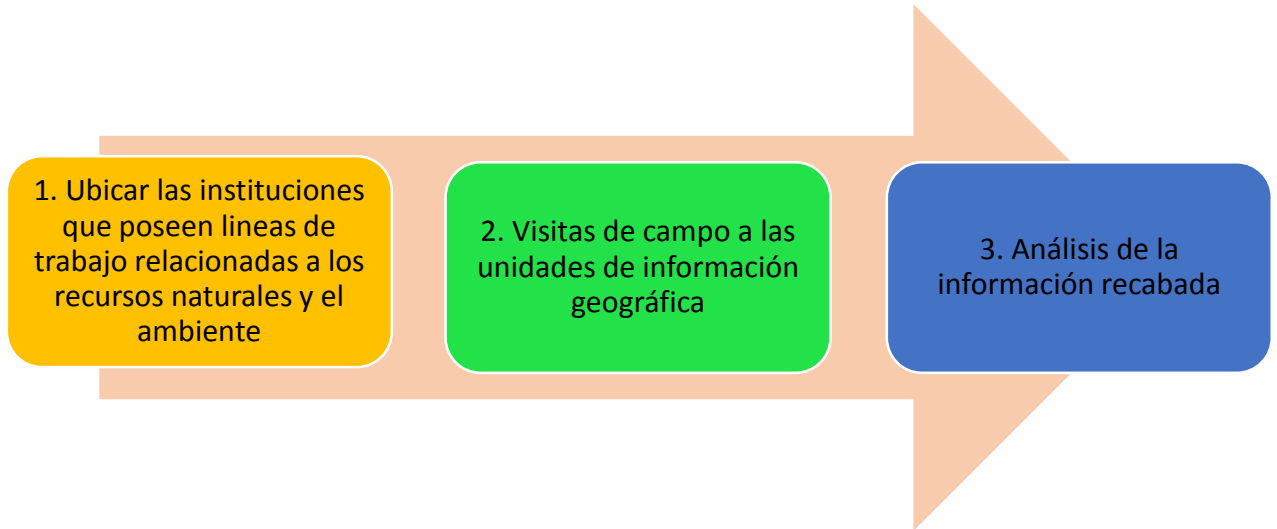 1. Ubicar las instituciones
que poseen lineas de
trabajo relacionadas a los
recursos naturales y el
ambiente
2. Visitas de campo a las
unidades de información
geográfica
3. Análisis de la
información recabada